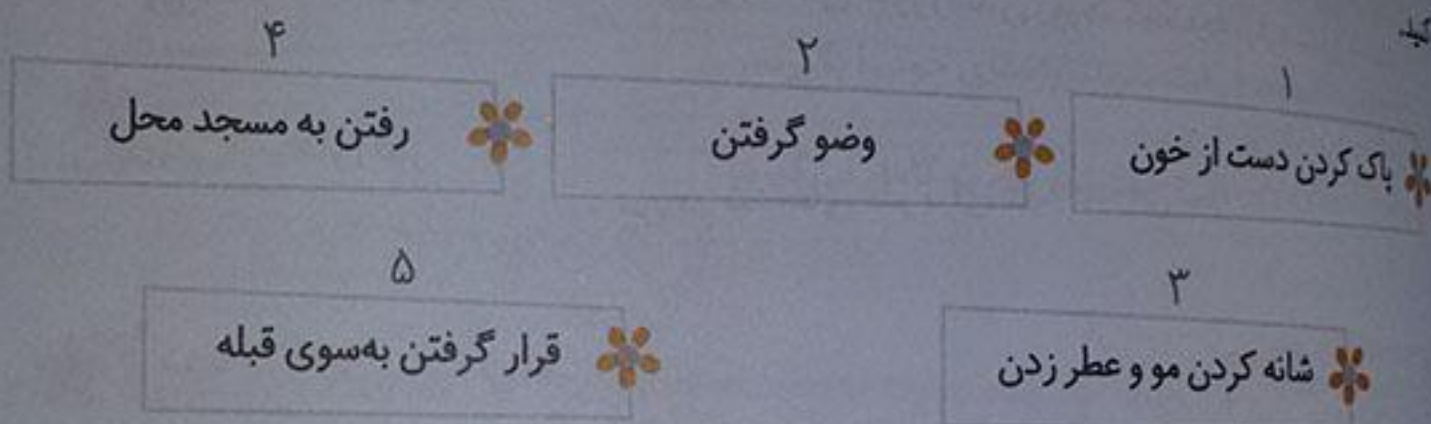 ۱
۲
۴
پاک کردن دست از خون
وضو گرفتن
رفتن به مسجد محل
۳
۵
شانه کردن مو و عطر زدن
قرار گرفتن به‌سوی قبله